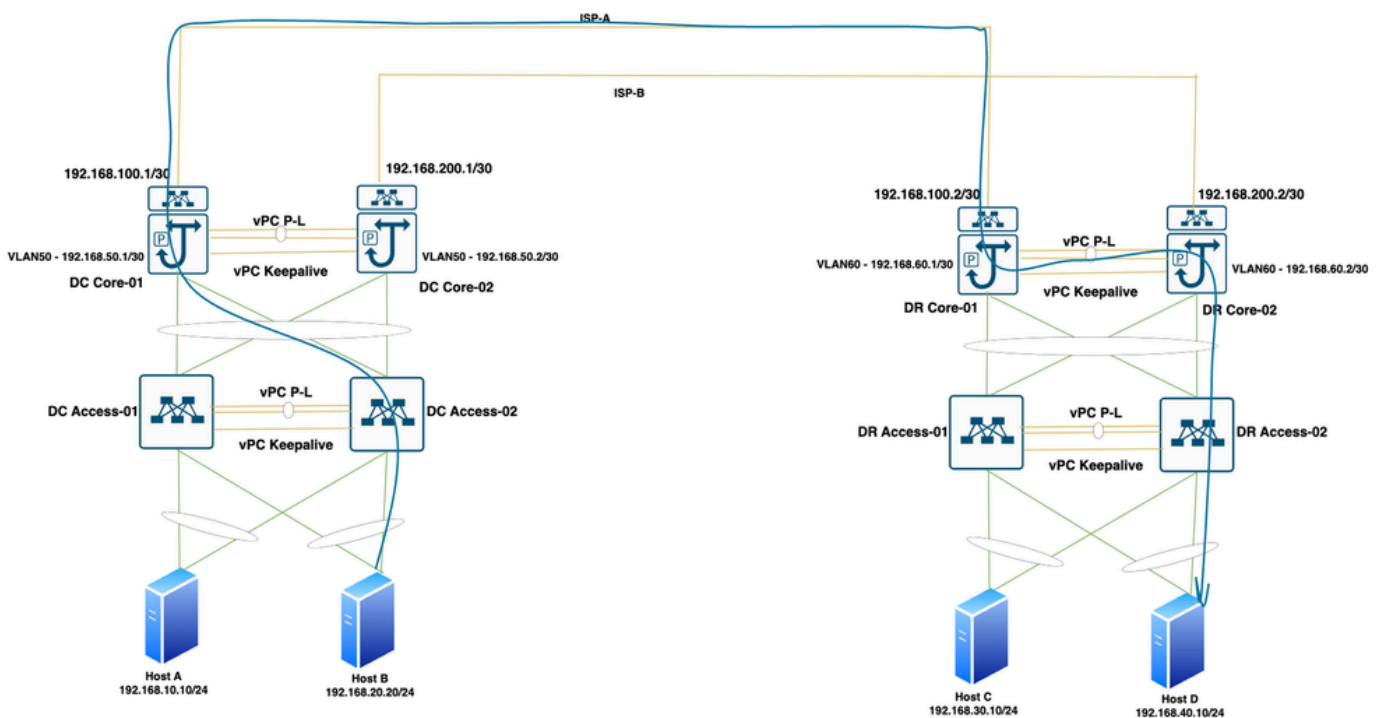 ISP-A
ISP-B
192.168.100.1/30
192.168.200.1/30
192.168.100.2/30
192.168.200.2/30
vPC P-L
P
P
VLAN50 - 192.168.50.1/30
VLAN50 - 192.168.50.2/30
vPC Keepalive
DC Core-01
DC Core-02
vPC P-L
P
P
VLAN60 - 192.168.60.1/30
VLAN60 - 192.168.60.2/30
vPC Keepalive
DR Core-01
DR Core-02
vPC P-L
DC Access-01
DC Access-02
vPC Keepalive
vPC P-L
DR Access-01
DR Access-02
vPC Keepalive
Host A
192.168.10.10/24
Host B
192.168.20.20/24
Host C
192.168.30.10/24
Host D
192.168.40.10/24